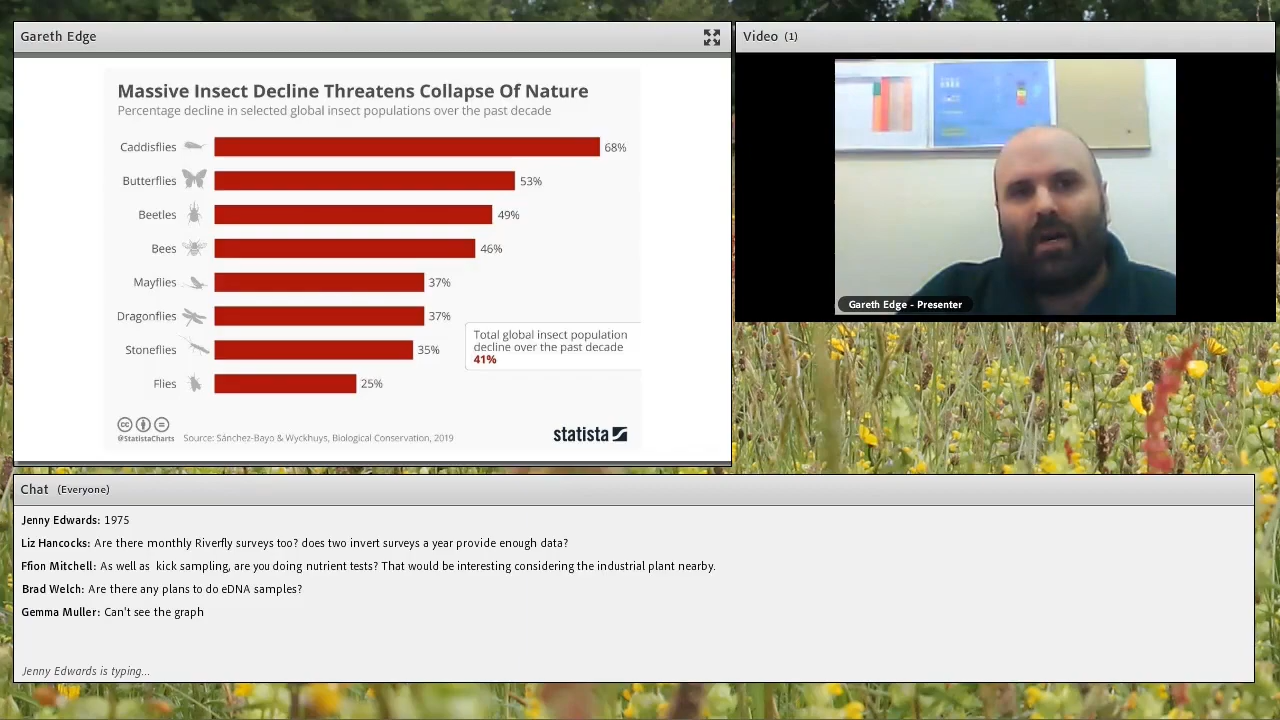 Gareth Edge
Massive Insect Decline Threatens Collapse Of Nature
Percentage decline in selected global insect populations over the past decade
Caddisflies 68%
Butterflies 53%
Beetles 49%
Bees 46%
Mayflies 37%
Dragonflies 37%
Stoneflies 35%
Flies 25%
Total global insect population
decline over the past decade
41%
@StatistaCharts Source: Sánchez-Bayo & Wyckhuys, Biological Conservation, 2019
statista
Video (1)
Gareth Edge - Presenter
Chat (Everyone)
Jenny Edwards: 1975
Liz Hancocks: Are there monthly Riverfly surveys too? does two invert surveys a year provide enough data?
Ffion Mitchell: As well as kick sampling, are you doing nutrient tests? That would be interesting considering the industrial plant nearby.
Brad Welch: Are there any plans to do eDNA samples?
Gemma Muller: Can't see the graph
Jenny Edwards is typing...